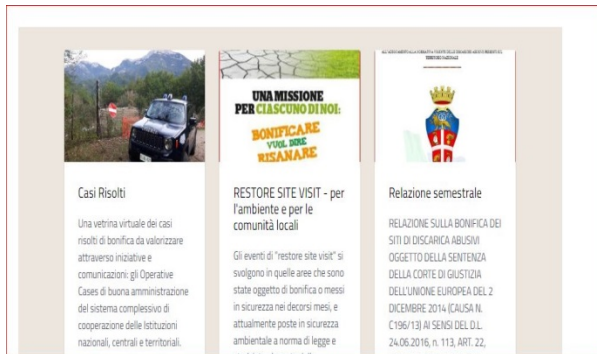 UNA MISSIONE
PER CIASCUNO DI NOI:
BONIFICARE
VUOL DIRE
RISANARE
TERRITORIO NAZIONALE
Casi Risolti
Una vetrina virtuale dei casi
risolti di bonifica da valorizzare
attraverso iniziative e
comunicazioni: gli Operative
Cases di buona amministrazione
del sistema complessivo di
cooperazione delle Istituzioni
nazionali, centrali e territoriali.
RESTORE SITE VISIT - per
l'ambiente e per le
comunità locali
Gli eventi di "restore site visit" si
svolgono in quelle aree che sono
state oggetto di bonifica o messi
in sicurezza nei decorsi mesi, e
attualmente poste in sicurezza
ambientale a norma di legge e
Relazione semestrale
RELAZIONE SULLA BONIFICA DEI
SITI DI DISCARICA ABUSIVI
OGGETTO DELLA SENTENZA
DELLA CORTE DI GIUSTIZIA
DELL'UNIONE EUROPEA DEL 2
DICEMBRE 2014 (CAUSA N.
C196/13) AI SENSI DEL D.L.
24.06.2016, n. 113, ART. 22,